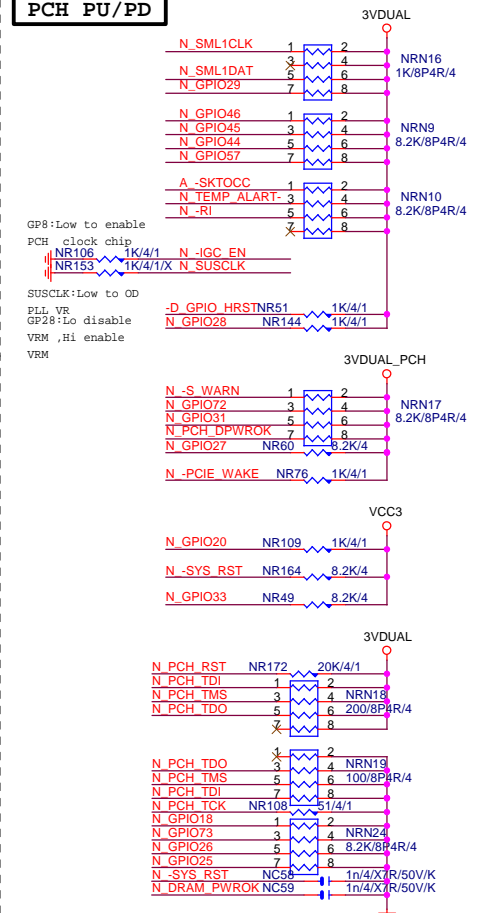 PCH PU/PD
3VDUAL
N_SML1CLK 1 2
3 4 NRN16
N_SML1DAT 5 6 1K/8P4R/4
N_GPIO29 7 8
N_GPIO46 1 2
N_GPIO45 3 4 NRN9
N_GPIO44 5 6 8.2K/8P4R/4
N_GPIO57 7 8
A_-SKTOCC 1 2
N_TEMP_ALART- 3 4 NRN10
N_-RI 5 6 8.2K/8P4R/4
7 8
GP8:Low to enable
PCH clock chip
NR106 1K/4/1 N_-IGC_EN
NR153 1K/4/1/X N_SUSCLK
SUSCLK:Low to OD
PLL VR
GP28:Lo disable
VRM ,Hi enable
VRM
-D_GPIO_HRST NR51 1K/4/1
N_GPIO28 NR144 1K/4/1
3VDUAL_PCH
N_-S_WARN 1 2
N_GPIO72 3 4 NRN17
N_GPIO31 5 6 8.2K/8P4R/4
N_PCH_DPWROK 7 8
N_GPIO27 NR60 8.2K/4
N_-PCIE_WAKE NR76 1K/4/1
VCC3
N_GPIO20 NR109 1K/4/1
N_-SYS_RST NR164 8.2K/4
N_GPIO33 NR49 8.2K/4
3VDUAL
N_PCH_RST NR172 20K/4/1
N_PCH_TDI 1 2
N_PCH_TMS 3 4 NRN18
N_PCH_TDO 5 6 200/8P4R/4
7 8
1 2
N_PCH_TDO 3 4 NRN19
N_PCH_TMS 5 6 100/8P4R/4
N_PCH_TDI 7 8
N_PCH_TCK NR108 51/4/1
N_GPIO18 1 2
N_GPIO73 3 4 NRN24
N_GPIO26 5 6 8.2K/8P4R/4
N_GPIO25 7 8
N_-SYS_RST NC58 1n/4/X7R/50V/K
N_DRAM_PWROK NC59 1n/4/X7R/50V/K